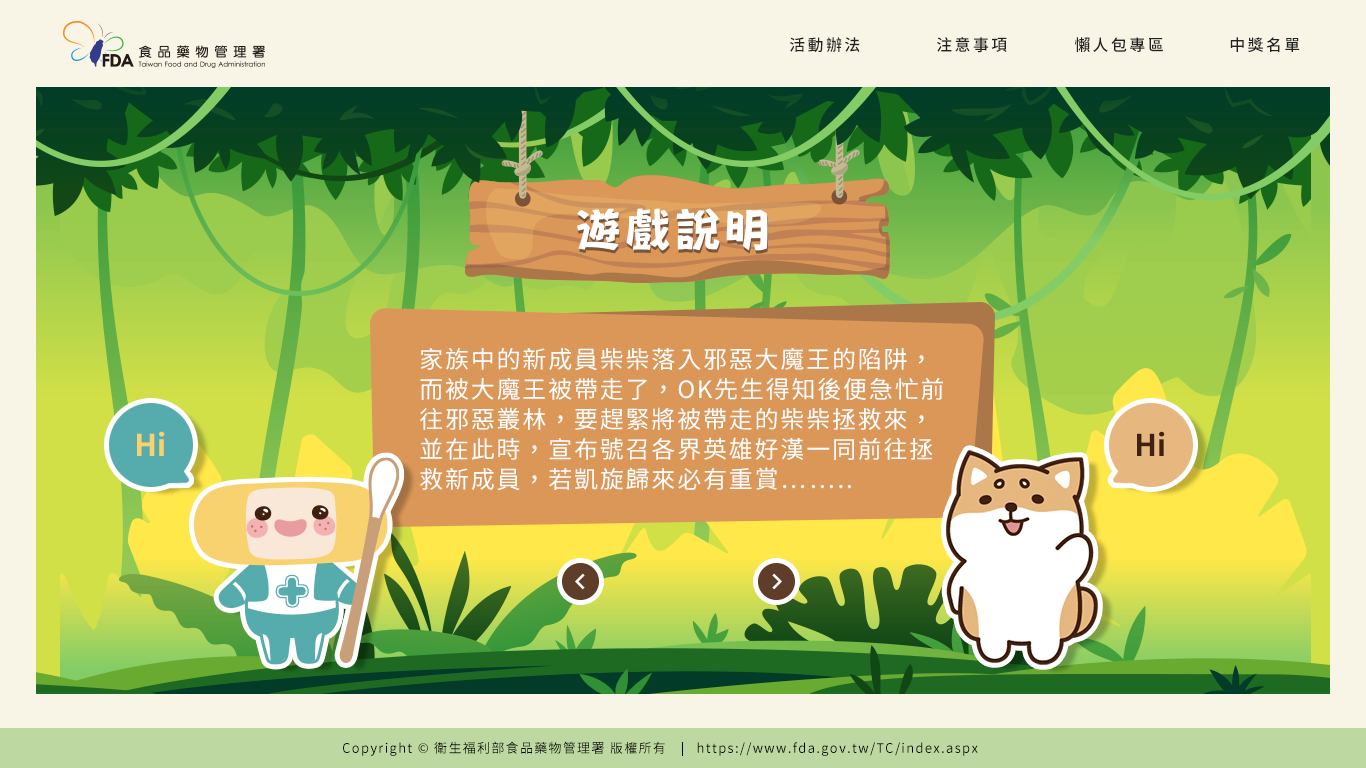 FDA 食品藥物管理署
Taiwan Food and Drug Administration
活動辦法
注意事項
懶人包專區
中獎名單
遊戲說明
家族中的新成員柴柴落入邪惡大魔王的陷阱，
而被大魔王被帶走了，OK先生得知後便急忙前
往邪惡叢林，要趕緊將被帶走的柴柴拯救來，
並在此時，宣布號召各界英雄好漢一同前往拯
救新成員，若凱旋歸來必有重賞........
Hi
Hi
Copyright © 衛生福利部食品藥物管理署 版權所有 | https://www.fda.gov.tw/TC/index.aspx